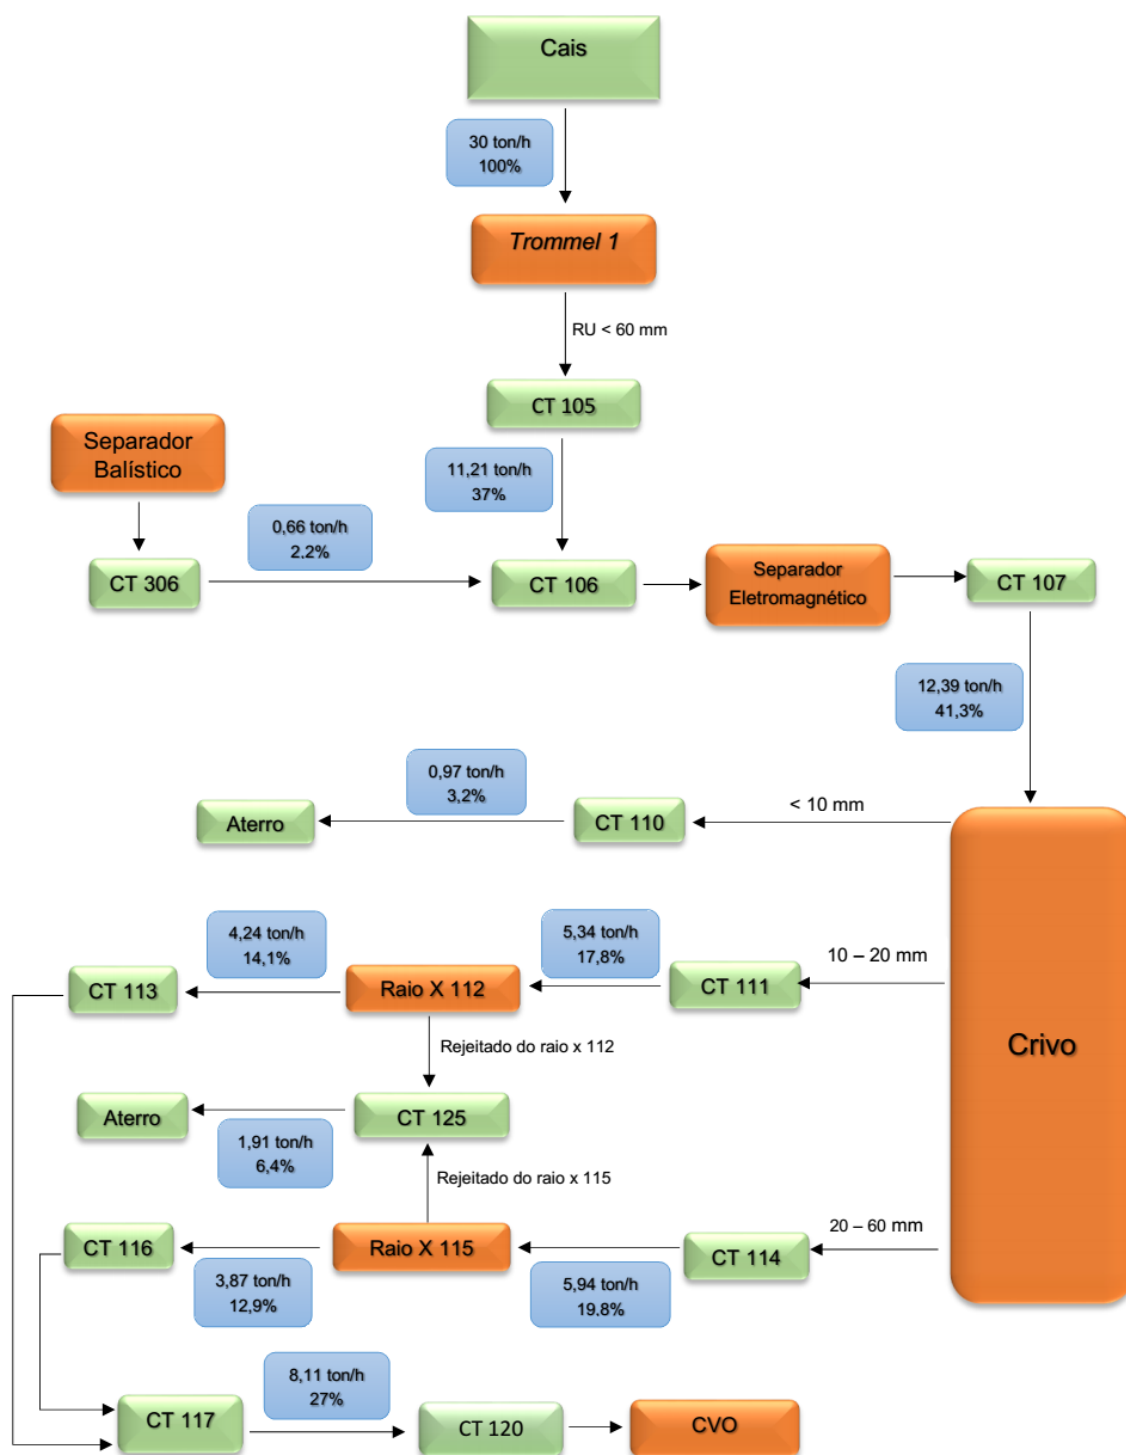 Cais
30 ton/h
100%
Trommel 1
RU < 60 mm
CT 105
Separador
Balístico
11,21 ton/h
37%
0,66 ton/h
2,2%
CT 306
CT 106
Separador
Eletromagnético
CT 107
12,39 ton/h
41,3%
0,97 ton/h
3,2%
< 10 mm
Aterro
CT 110
4,24 ton/h
14,1%
5,34 ton/h
17,8%
10 – 20 mm
CT 113
Raio X 112
CT 111
Rejeitado do raio x 112
Crivo
Aterro
CT 125
1,91 ton/h
6,4%
Rejeitado do raio x 115
20 – 60 mm
CT 116
Raio X 115
CT 114
3,87 ton/h
12,9%
5,94 ton/h
19,8%
8,11 ton/h
27%
CT 117
CT 120
CVO